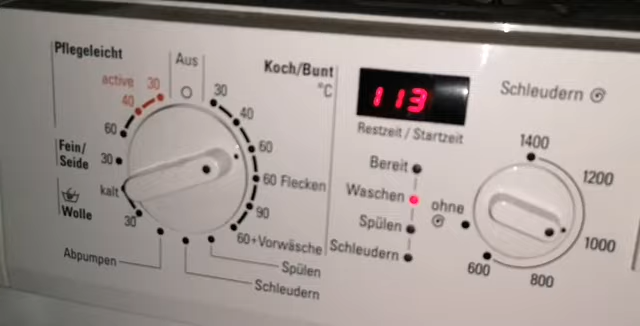 Pflegeleicht
Aus
Koch/Bunt
°C
active 30
40
60
Fein/
Seide
30
kalt
Wolle
30
Abpumpen
30
40
60
60 Flecken
90
60+Vorwäsche
Spülen
Schleudern
113
Restzeit / Startzeit
Bereit
Waschen
Spülen
Schleudern
Schleudern
1400
1200
1000
800
600
ohne